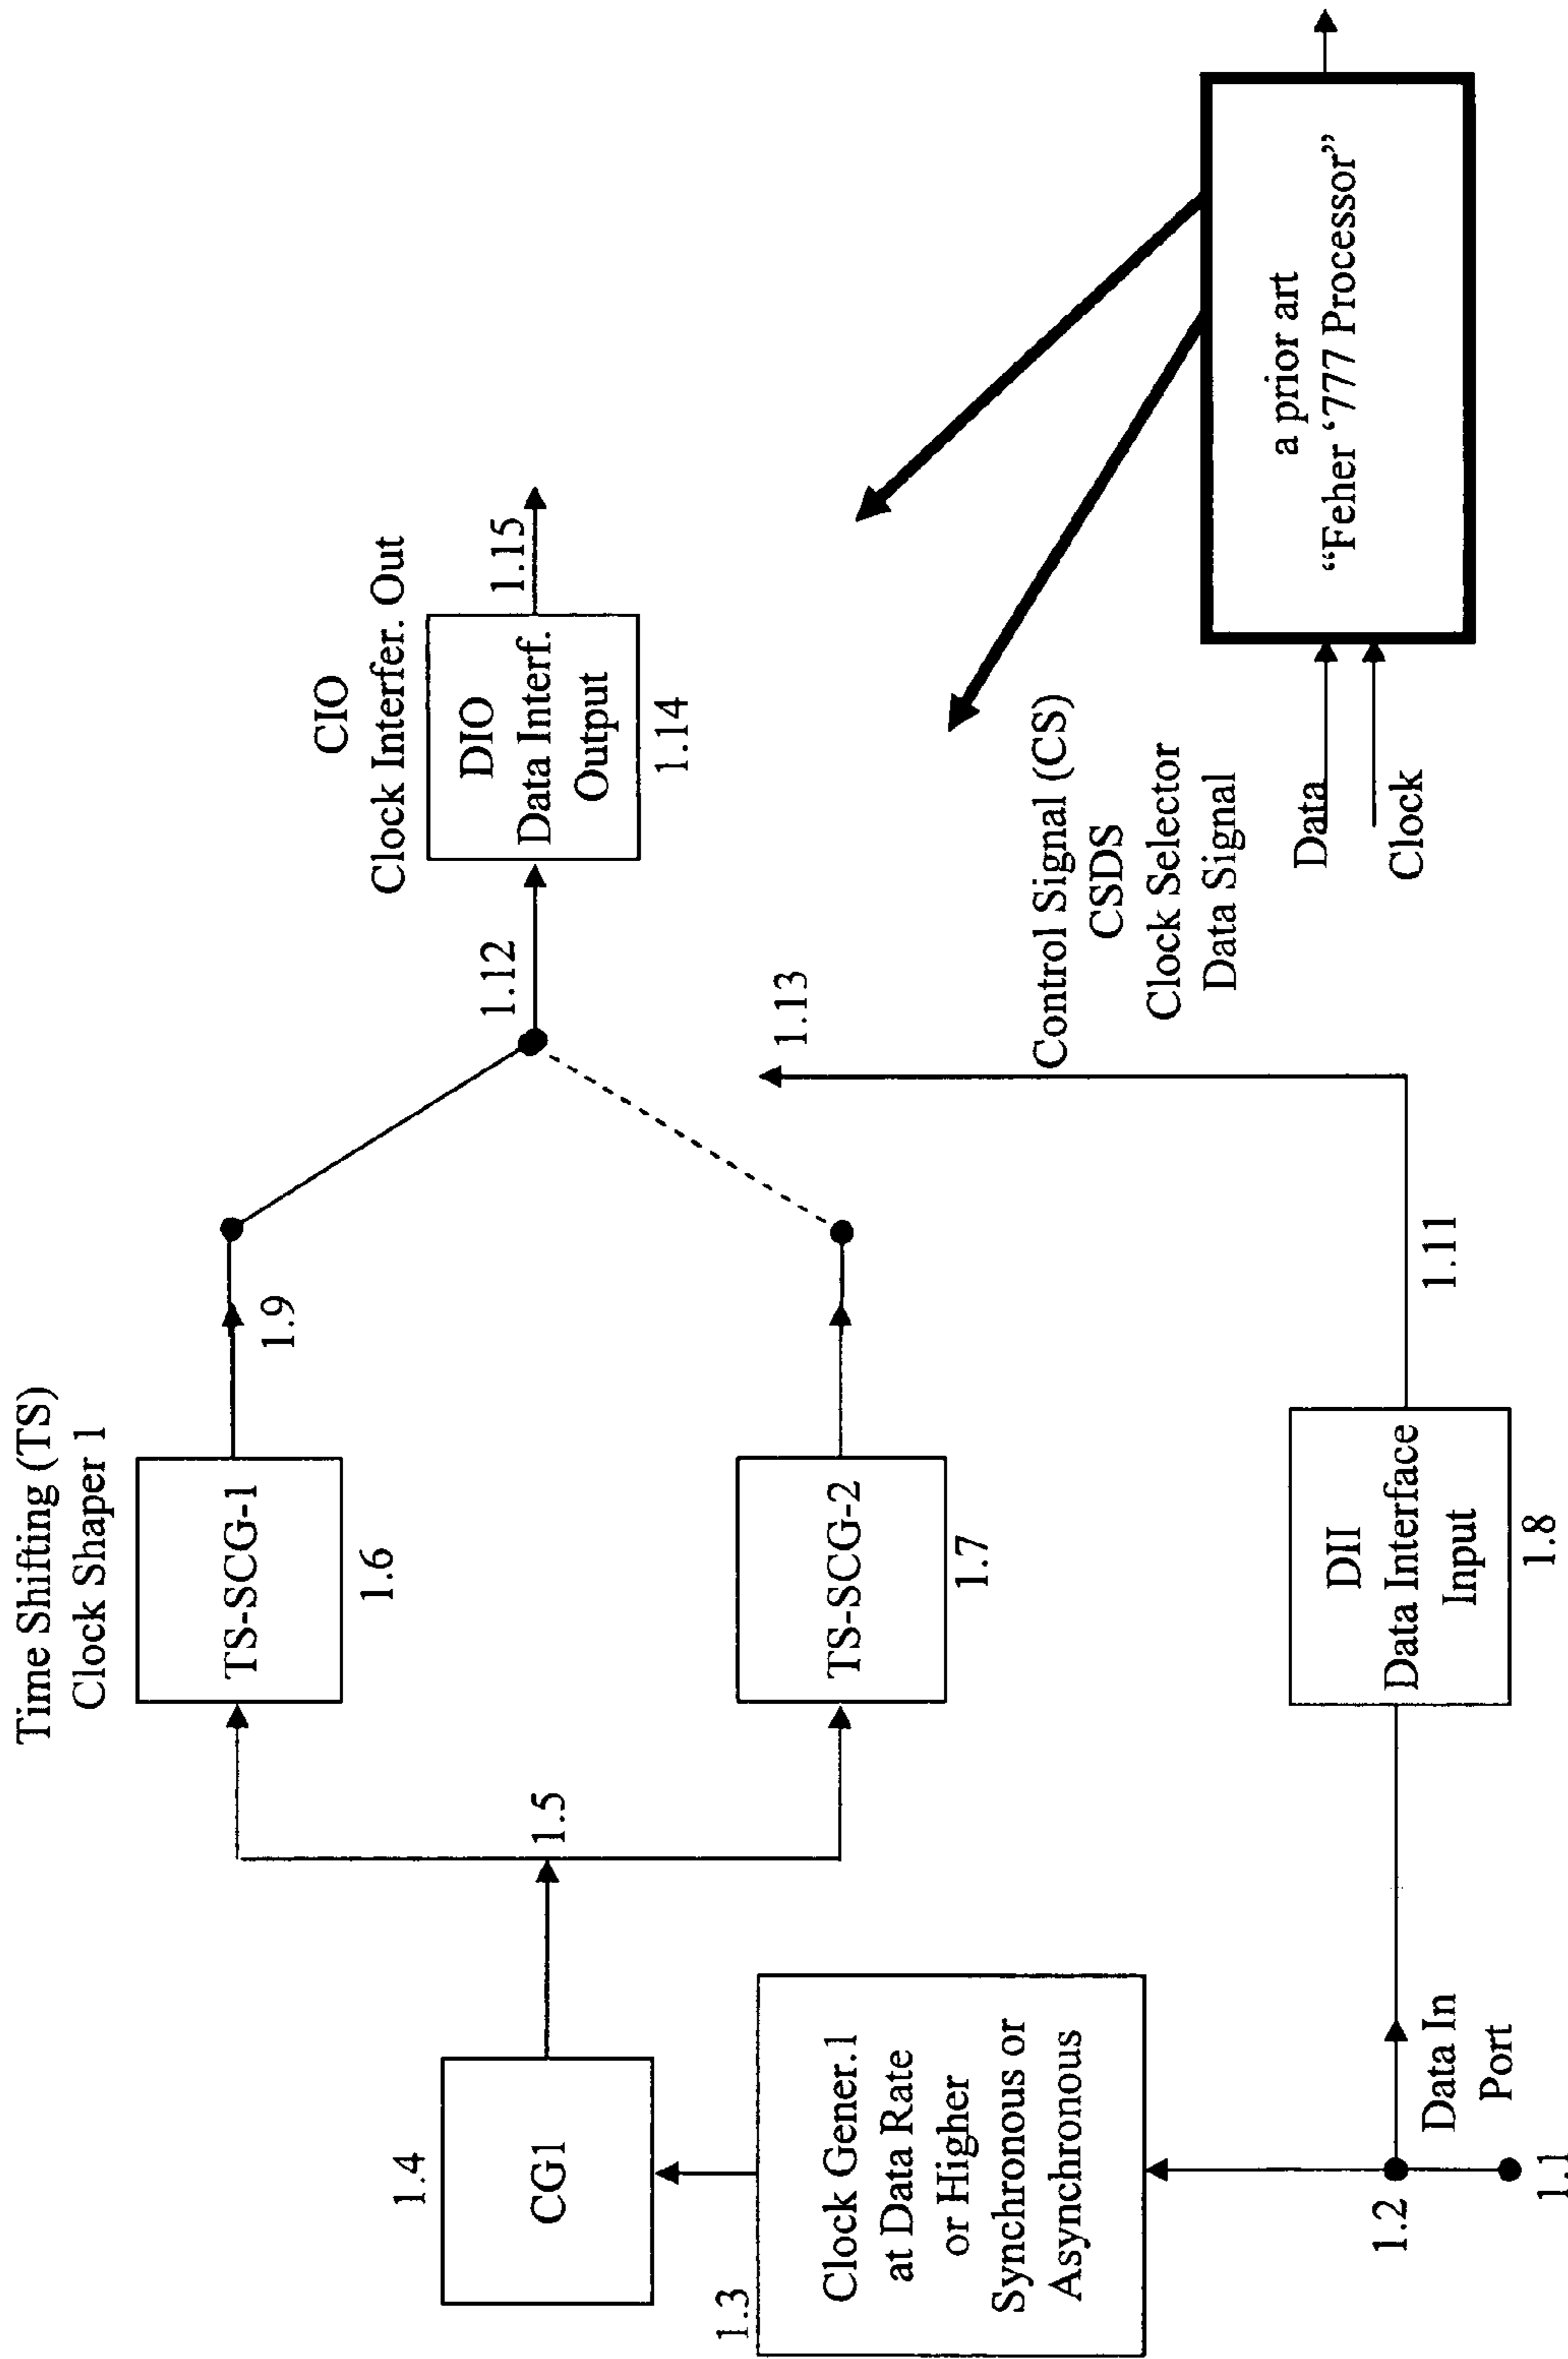 Time Shifting (TS)
Clock Shaper 1
TS-SCG-1
1.6
1.9
CIO
Clock Interfer. Out
DIO
Data Interf.
Output
1.14
1.15
1.12
1.4
CG1
1.5
TS-SCG-2
1.7
1.13
1.3
Clock Gener.1
at Data Rate
or Higher
Synchronous or
Asynchronous
Control Signal (CS)
CSDS
Clock Selector
Data Signal
1.2
Data In
Port
1.1
DII
Data Interface
Input
1.8
1.11
Data
Clock
a prior art
“Feher ‘777 Processor”